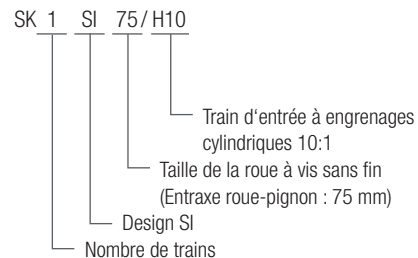 SK 1 SI 75/H10
Train d‘entrée à engrenages
cylindriques 10:1
Taille de la roue à vis sans fin
(Entraxe roue-pignon : 75 mm)
Design SI
Nombre de trains